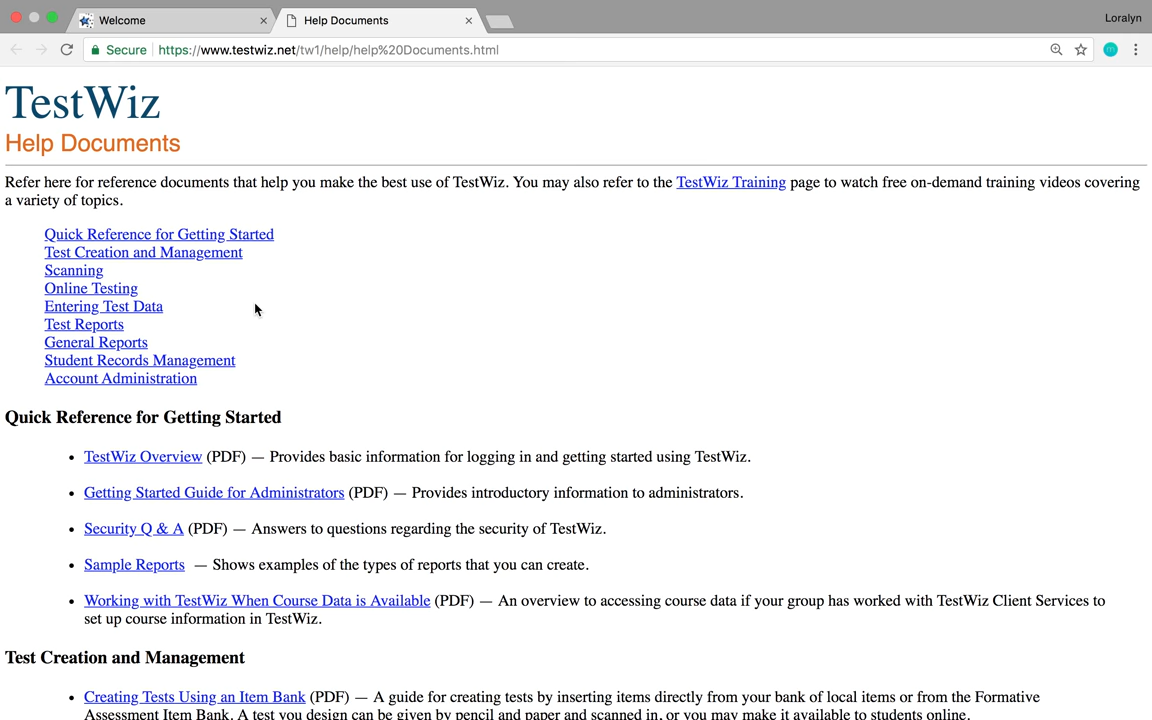 Welcome
Help Documents
Loralyn
Secure
https://www.testwiz.net/tw1/help/help%20Documents.html
m
TestWiz
Help Documents
Refer here for reference documents that help you make the best use of TestWiz. You may also refer to the TestWiz Training page to watch free on-demand training videos covering
a variety of topics.
Quick Reference for Getting Started
Test Creation and Management
Scanning
Online Testing
Entering Test Data
Test Reports
General Reports
Student Records Management
Account Administration
Quick Reference for Getting Started
• TestWiz Overview (PDF) — Provides basic information for logging in and getting started using TestWiz.
• Getting Started Guide for Administrators (PDF) — Provides introductory information to administrators.
• Security Q & A (PDF) — Answers to questions regarding the security of TestWiz.
• Sample Reports — Shows examples of the types of reports that you can create.
• Working with TestWiz When Course Data is Available (PDF) — An overview to accessing course data if your group has worked with TestWiz Client Services to
set up course information in TestWiz.
Test Creation and Management
• Creating Tests Using an Item Bank (PDF) — A guide for creating tests by inserting items directly from your bank of local items or from the Formative
Assessment Item Bank. A test you design can be given by pencil and paper and scanned in, or you may make it available to students online.